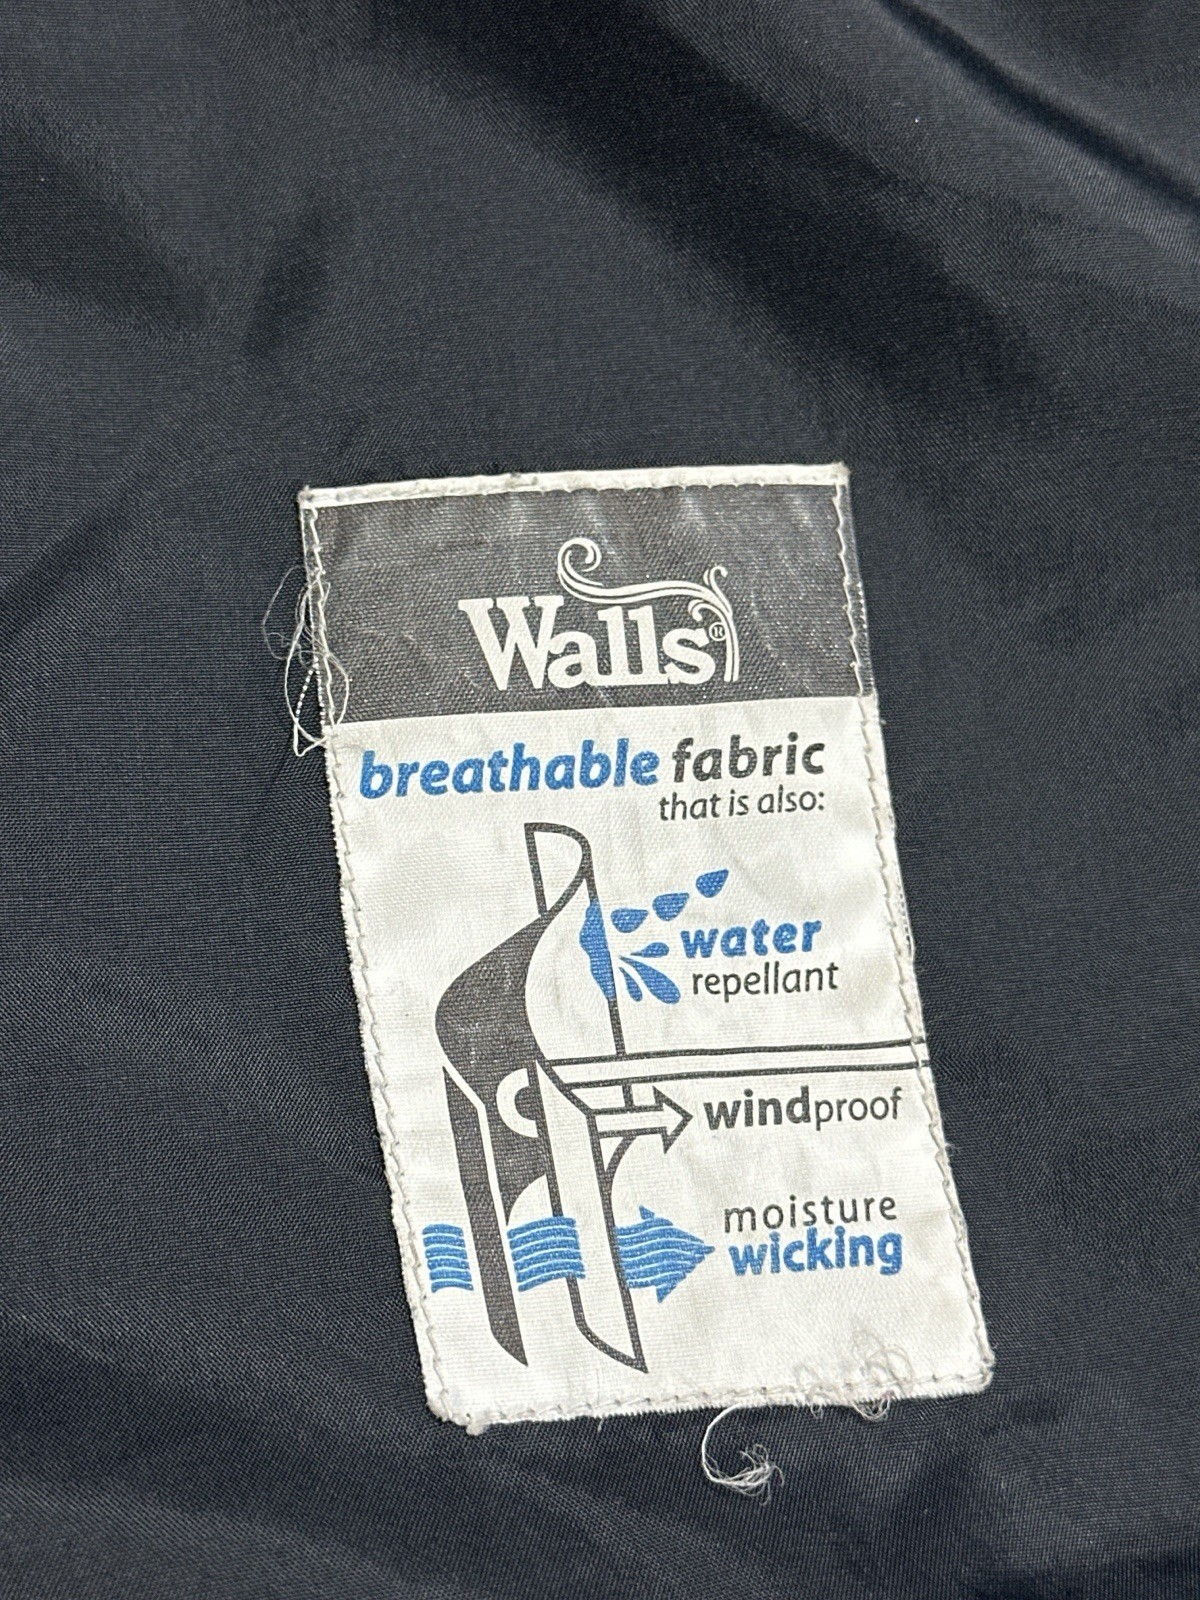 Walls®
breathable fabric
that is also:
water
repellant
windproof
moisture
wicking